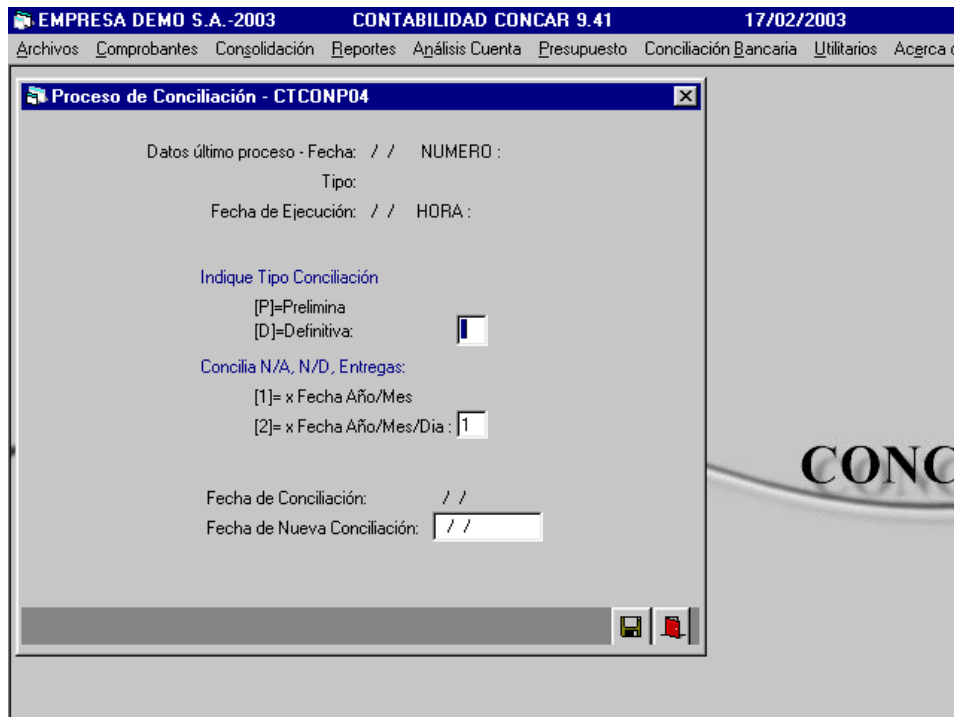 EMPRESA DEMO S.A.-2003 CONTABILIDAD CONCAR 9.41 17/02/2003
Archivos Comprobantes Consolidación Reportes Análisis Cuenta Presupuesto Conciliación Bancaria Utilitarios Acerca
Proceso de Conciliación - CTCONP04
Datos último proceso - Fecha: / / NUMERO :
Tipo:
Fecha de Ejecución: / / HORA :
Indique Tipo Conciliación
[P]=Prelimina
[D]=Definitiva:
Concilia N/A, N/D, Entregas:
[1]= x Fecha Año/Mes
[2]= x Fecha Año/Mes/Dia : 1
CONC
Fecha de Conciliación: / /
Fecha de Nueva Conciliación: / /